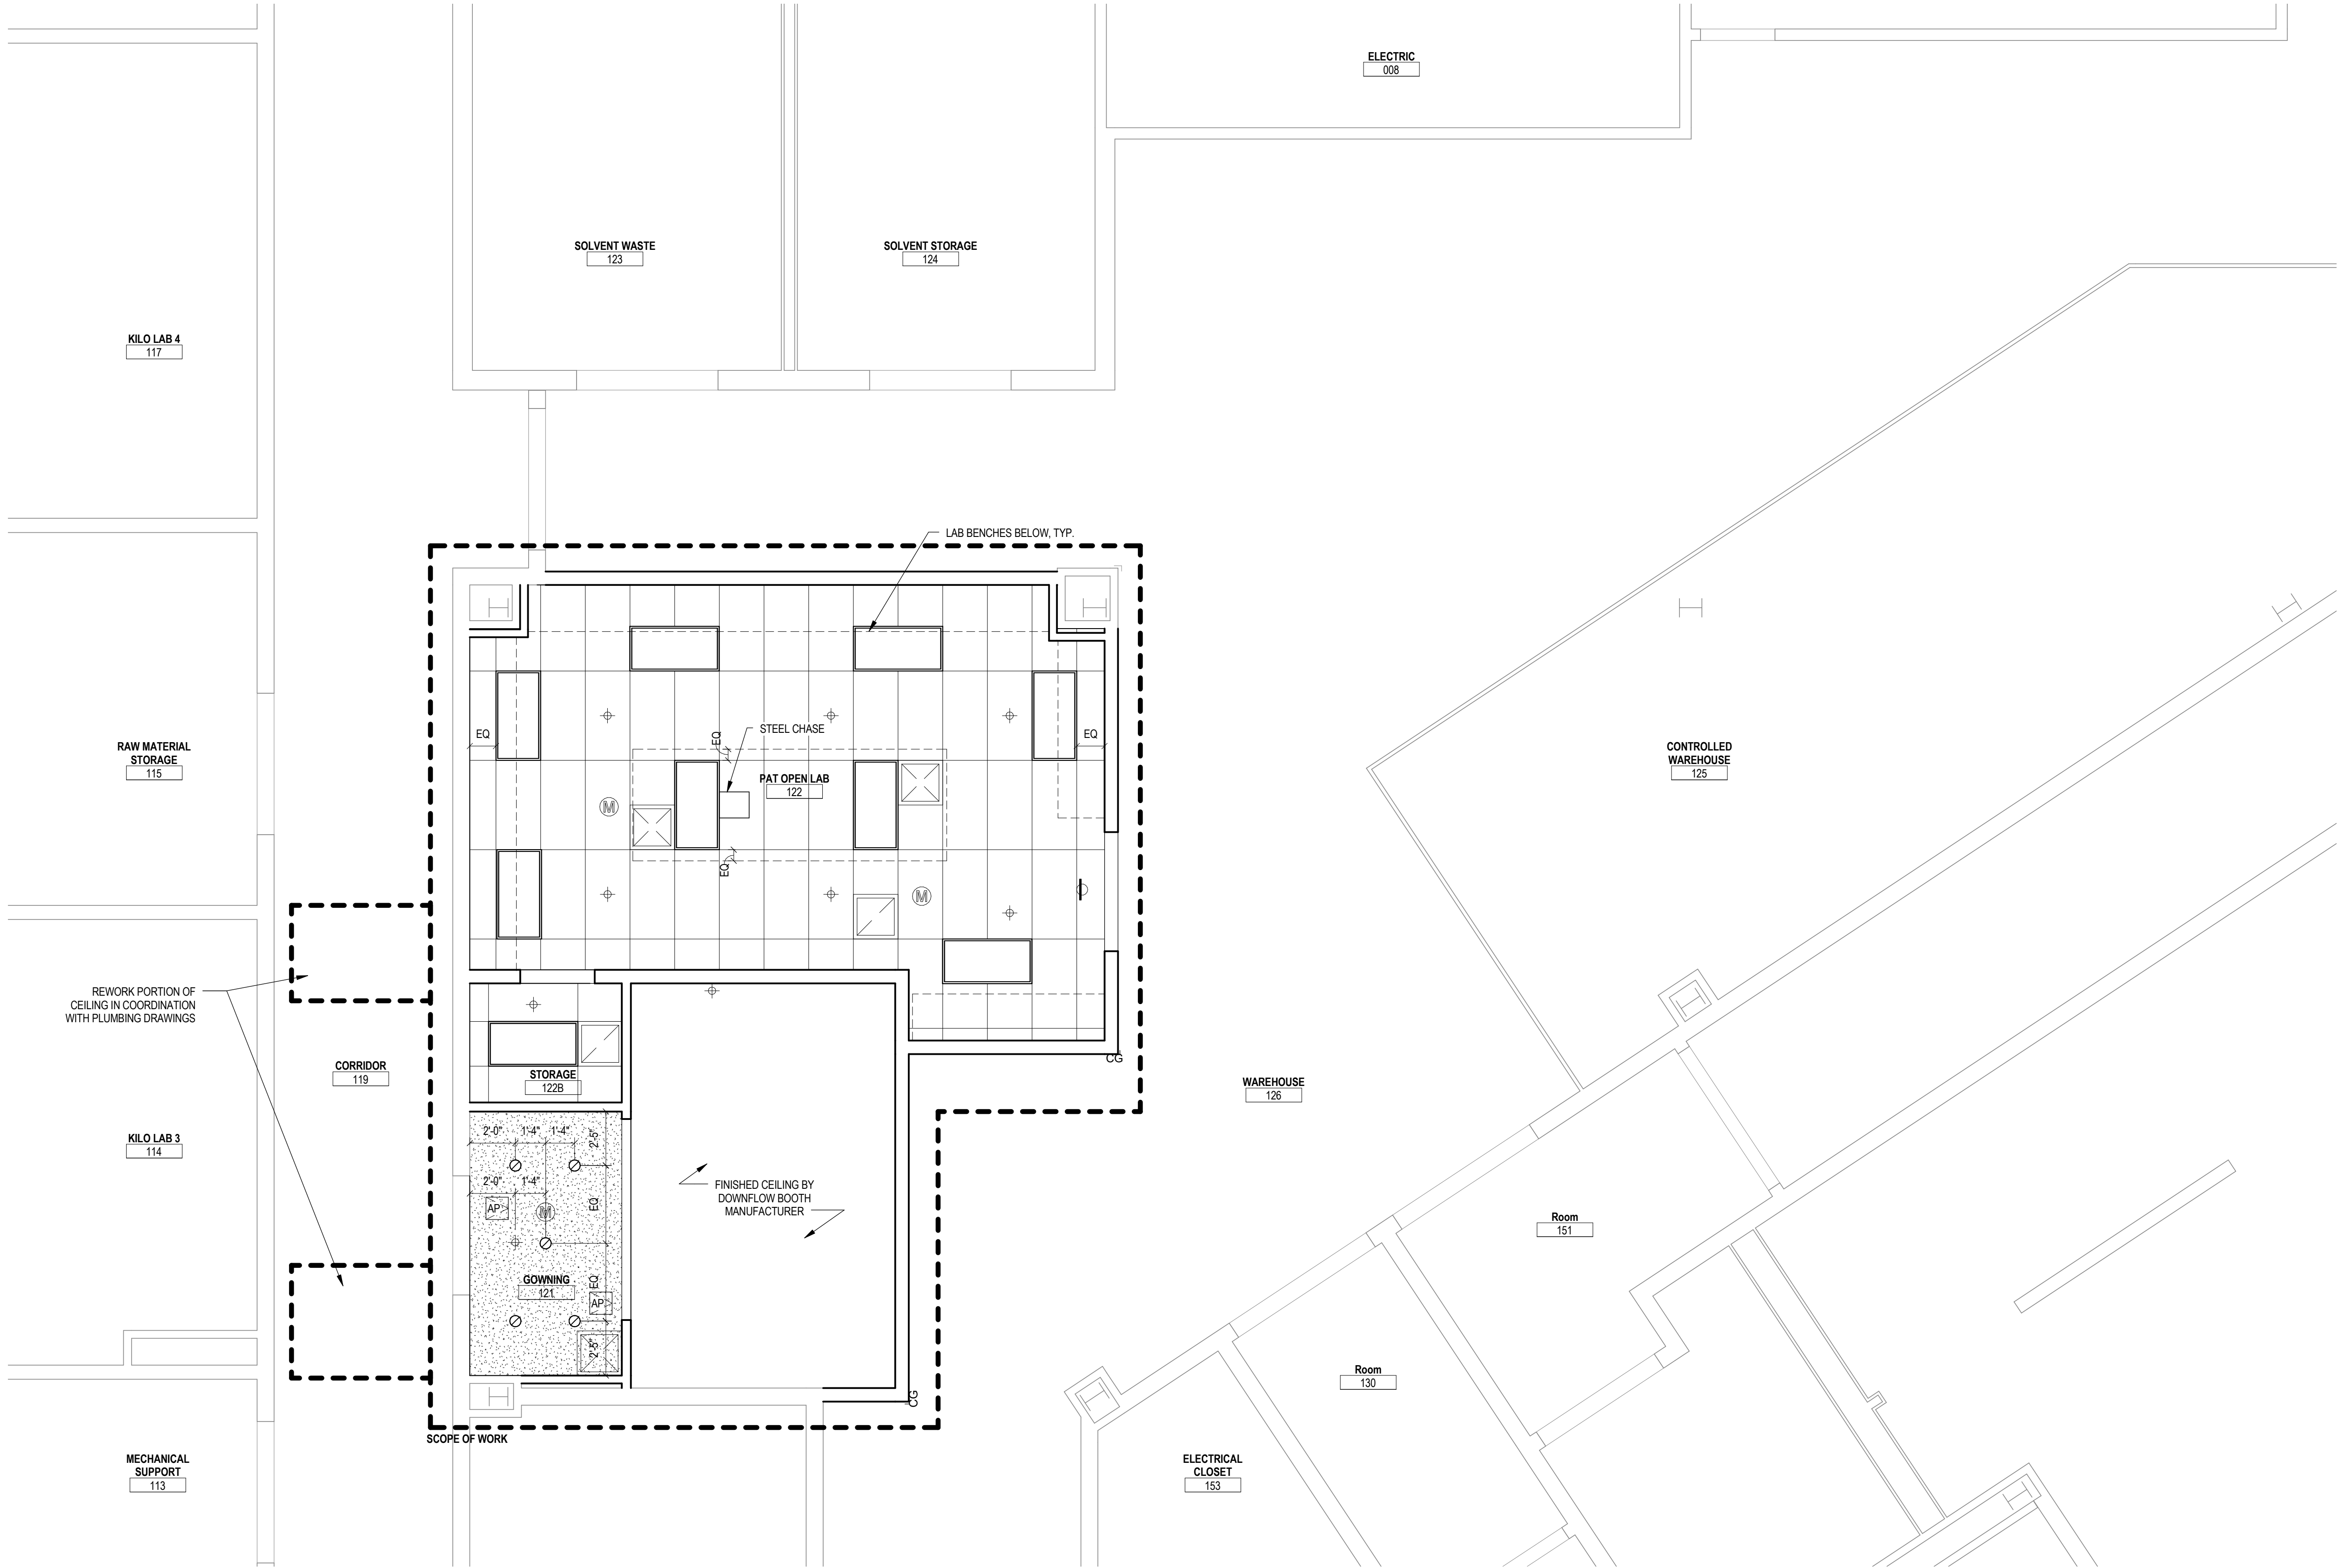 ELECTRIC
008
SOLVENT WASTE
123
SOLVENT STORAGE
124
KILO LAB 4
117
LAB BENCHES BELOW, TYP.
STEEL CHASE
EQ
EQ
EQ
PAT OPEN LAB
122
M
EQ
M
RAW MATERIAL
STORAGE
115
CONTROLLED
WAREHOUSE
125
REWORK PORTION OF
CEILING IN COORDINATION
WITH PLUMBING DRAWINGS
CORRIDOR
119
STORAGE
122B
CG
WAREHOUSE
126
KILO LAB 3
114
2'-0"
1'-4"
1'-4"
2'-5"
2'-0"
1'-4"
EQ
AP
M
FINISHED CEILING BY
DOWNFLOW BOOTH
MANUFACTURER
GOWNING
121
EQ
AP
2'-5"
Room
151
Room
130
CG
SCOPE OF WORK
MECHANICAL
SUPPORT
113
ELECTRICAL
CLOSET
153